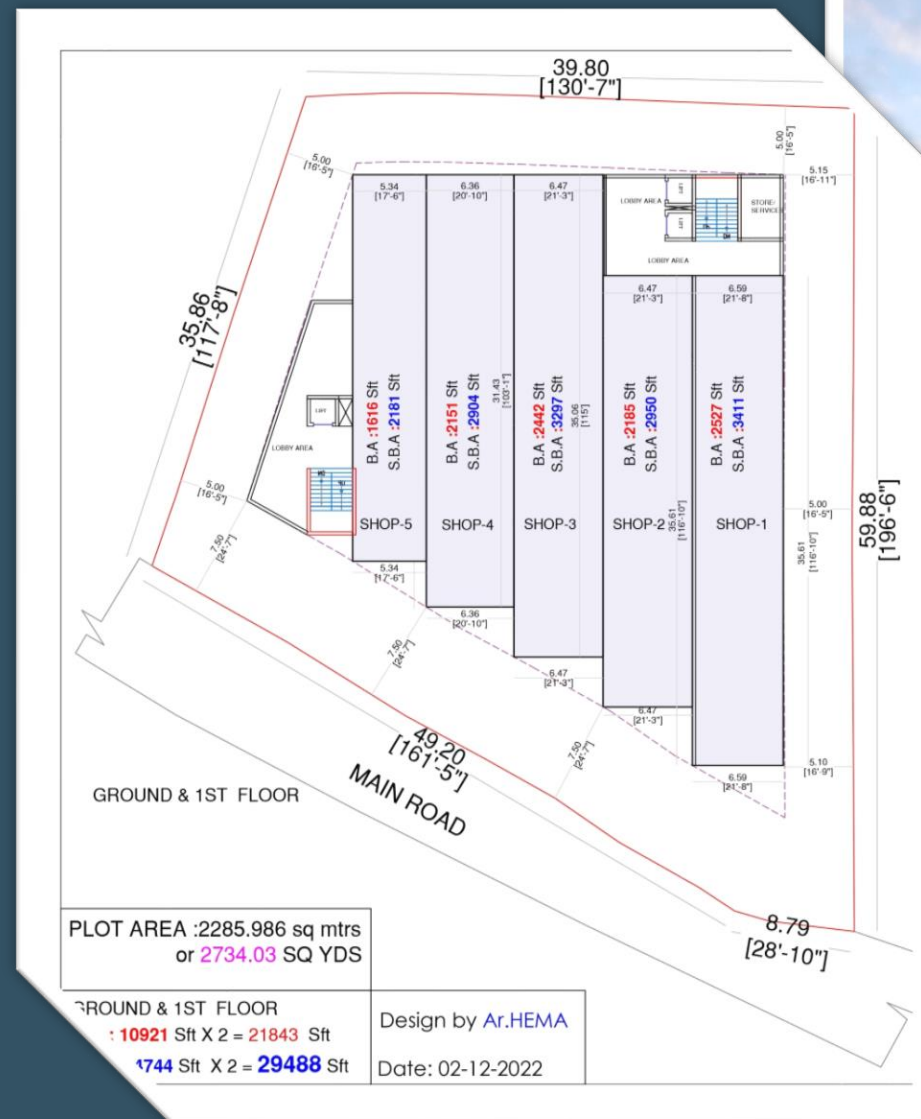 39.80
[130'-7"]
5.00
[16'-5"]
5.00
[16'-5"]
5.15
[16'-11"]
5.34
[17'-6"]
6.36
[20'-10"]
6.47
[21'-3"]
LOBBY AREA
LIFT
LIFT
UP
DN
STORE/
SERVICE
LOBBY AREA
6.47
[21'-3"]
6.59
[21'-8"]
35.86
[117'-8"]
B.A :1616 Sft
S.B.A :2181 Sft
SHOP-5
B.A :2151 Sft
S.B.A :2904 Sft
SHOP-4
31.43
[103'-1"]
B.A :2442 Sft
S.B.A :3297 Sft
SHOP-3
35.06
[115']
B.A :2185 Sft
S.B.A :2950 Sft
SHOP-2
35.61
[116'-10"]
B.A :2527 Sft
S.B.A :3411 Sft
SHOP-1
35.61
[116'-10"]
LIFT
LOBBY AREA
DN
UP
5.00
[16'-5"]
5.00
[16'-5"]
59.88
[196'-6"]
7.50
[24'-7"]
5.34
[17'-6"]
6.36
[20'-10"]
7.50
[24'-7"]
6.47
[21'-3"]
6.47
[21'-3"]
7.50
[24'-7"]
5.10
[16'-9"]
6.59
[21'-8"]
49.20
[161'-5"]
MAIN ROAD
GROUND & 1ST FLOOR
8.79
[28'-10"]
PLOT AREA :2285.986 sq mtrs
or 2734.03 SQ YDS
GROUND & 1ST FLOOR
: 10921 Sft X 2 = 21843 Sft
4744 Sft X 2 = 29488 Sft
Design by Ar.HEMA
Date: 02-12-2022